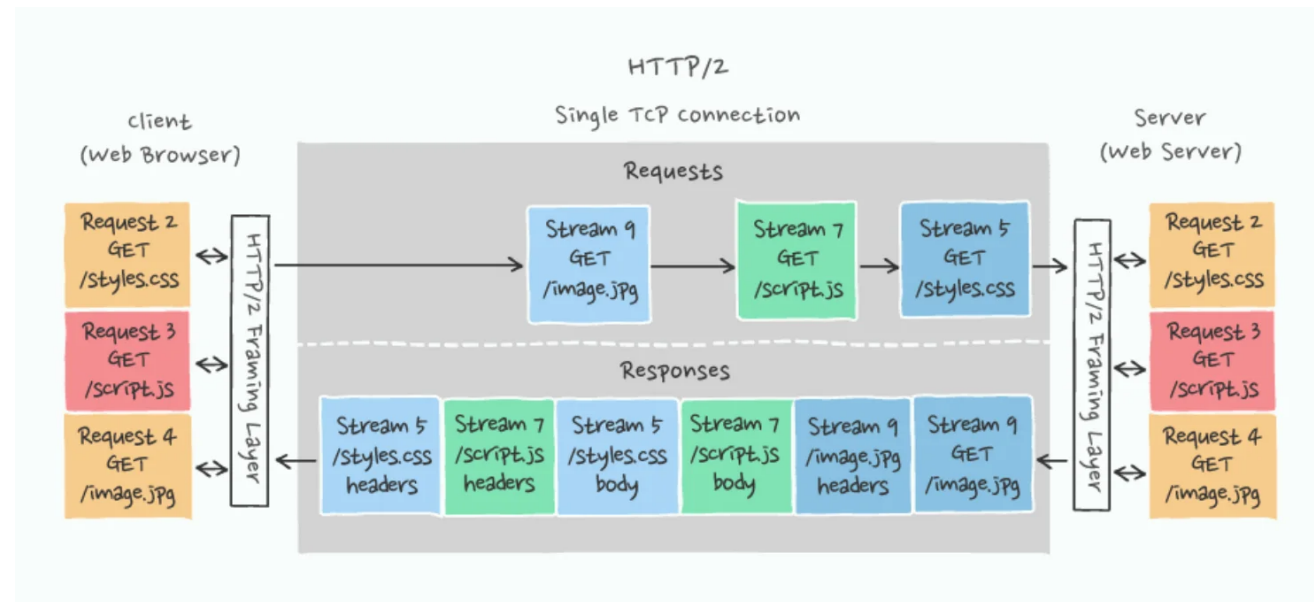 HTTP/2
Single TCP connection
client
(Web Browser)
Server
(Web Server)
Request 2
GET
/styles.css
Request 3
GET
/script.js
Request 4
GET
/image.jpg
HTTP/2 Framing Layer
Requests
Stream 9
GET
/image.jpg
Stream 7
GET
/script.js
Stream 5
GET
/styles.css
Responses
Stream 5
/styles.css
headers
Stream 7
/script.js
headers
Stream 5
/styles.css
body
Stream 7
/script.js
body
Stream 9
/image.jpg
headers
Stream 9
GET
/image.jpg
HTTP/2 Framing Layer
Request 2
GET
/styles.css
Request 3
GET
/script.js
Request 4
GET
/image.jpg